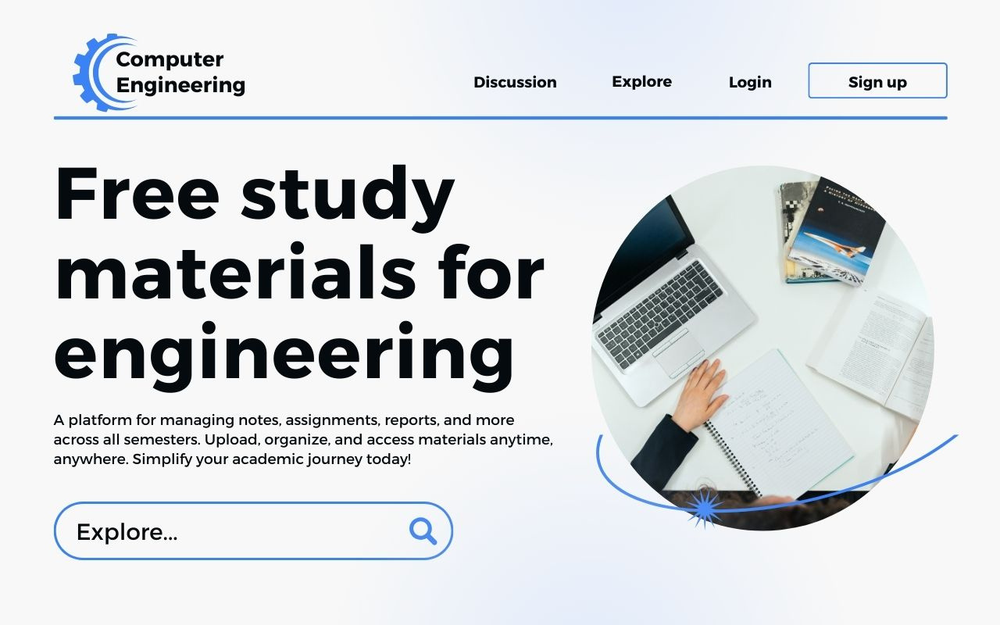 Computer
Engineering
Discussion
Explore
Login
Sign up
Free study
materials for
engineering
A platform for managing notes, assignments, reports, and more
across all semesters. Upload, organize, and access materials anytime,
anywhere. Simplify your academic journey today!
Explore...